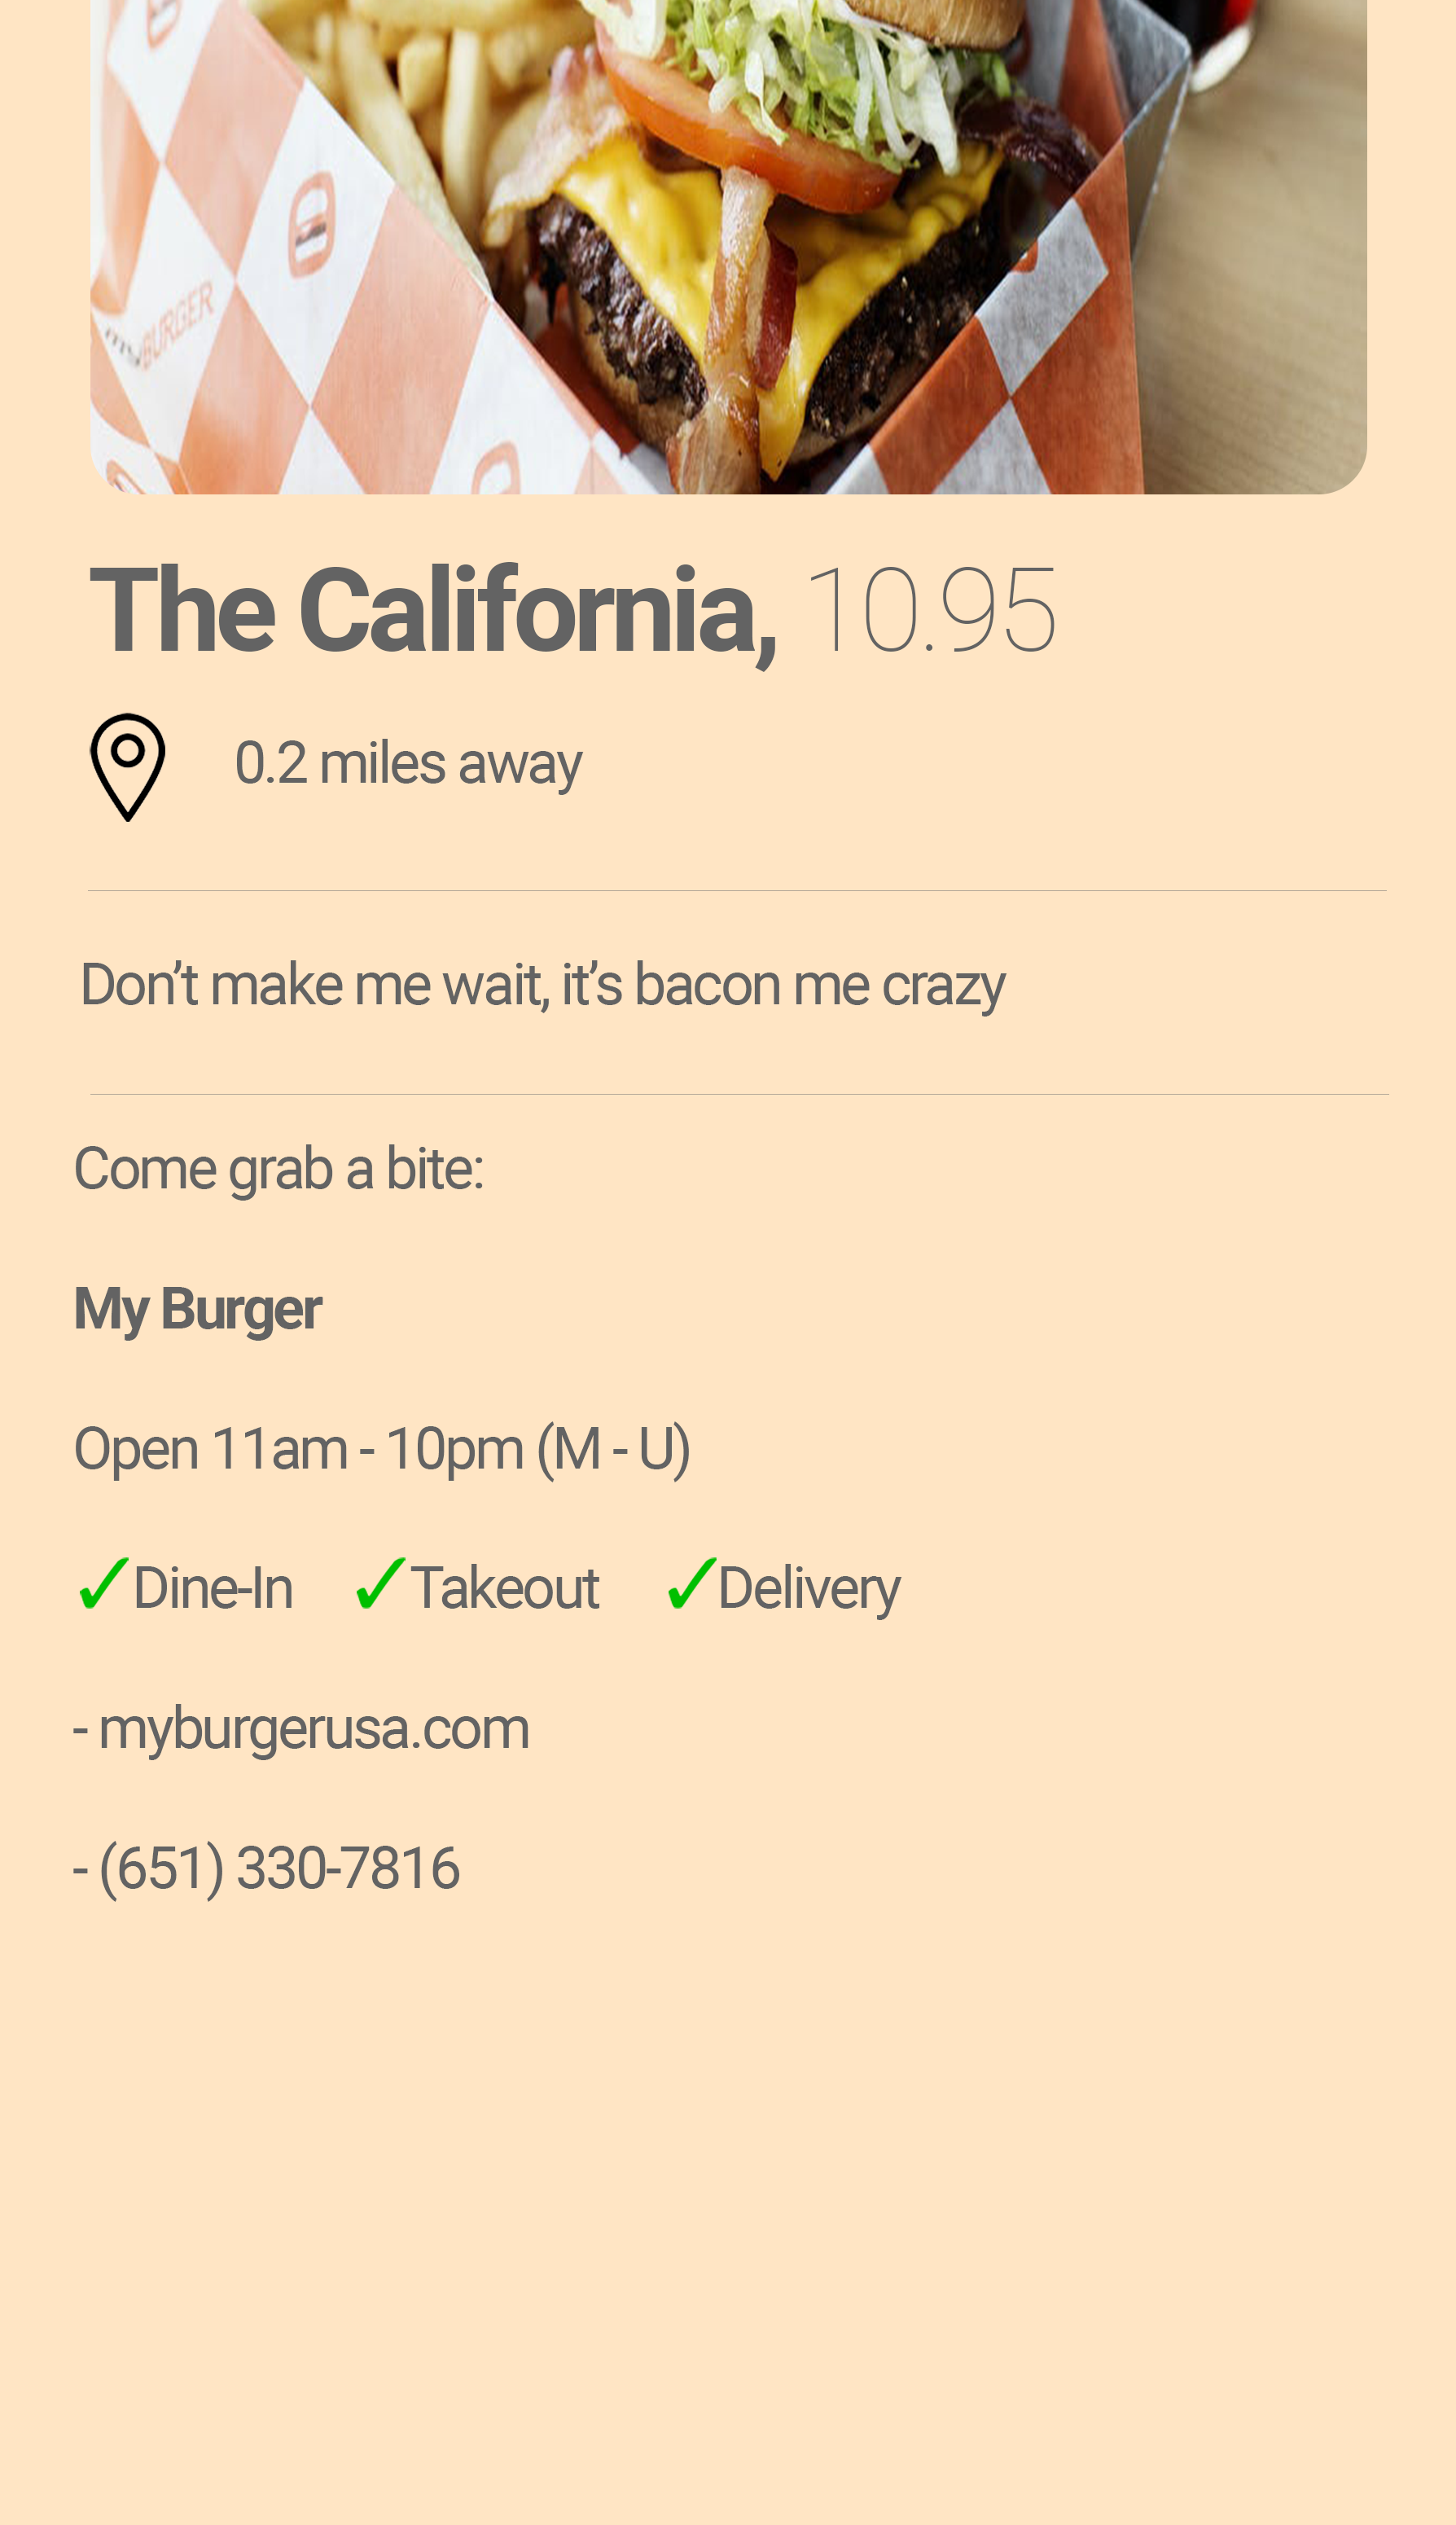 myBURGER
The California, 10.95
0.2 miles away
Don’t make me wait, it’s bacon me crazy
Come grab a bite:
My Burger
Open 11am - 10pm (M - U)
✓Dine-In ✓Takeout ✓Delivery
- myburgerusa.com
- (651) 330-7816